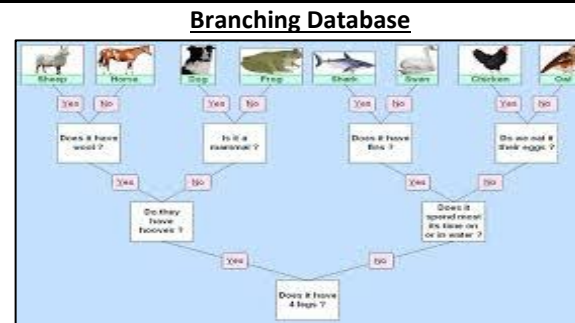 Branching Database
Sheep Horse Dog Frog Shark Swan Chicken Owl
Yes No Yes No Yes No Yes No
Does it have
wool ?
Is it a
mammal ?
Does it have
fins ?
Do we eat
their eggs ?
Yes No Yes No
Do they
have
hooves ?
Does it
spend most
its time on
or in water ?
Yes No
Does it have
4 legs ?